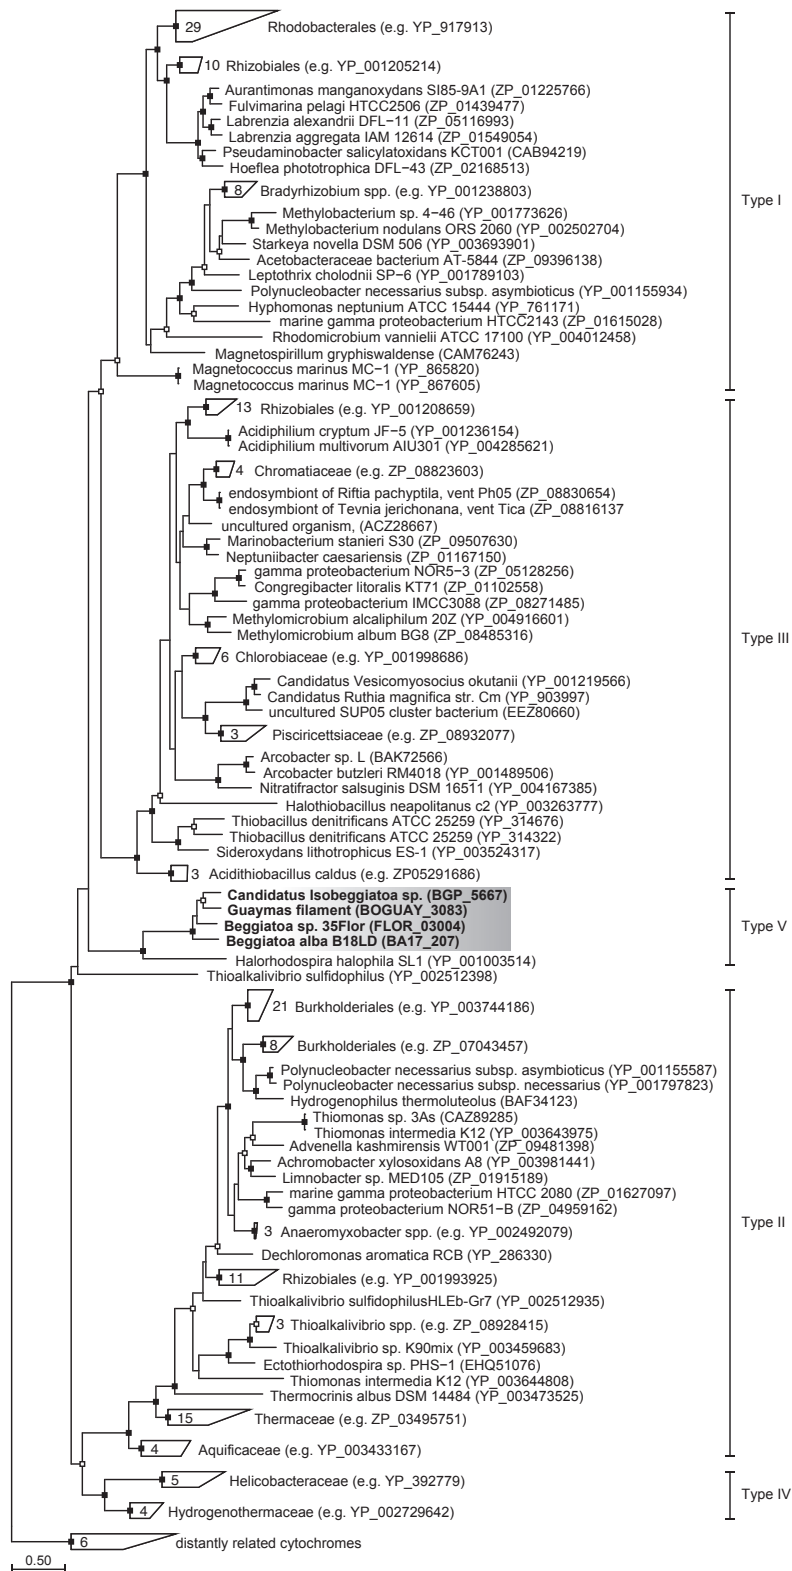 29 Rhodobacterales (e.g. YP_917913)
10 Rhizobiales (e.g. YP_001205214)
Aurantimonas manganoxydans SI85-9A1 (ZP_01225766)
Fulvimarina pelagi HTCC2506 (ZP_01439477)
Labrenzia alexandrii DFL−11 (ZP_05116993)
Labrenzia aggregata IAM 12614 (ZP_01549054)
Pseudaminobacter salicylatoxidans KCT001 (CAB94219)
Hoeflea phototrophica DFL−43 (ZP_02168513)
8 Bradyrhizobium spp. (e.g. YP_001238803)
Type I
Methylobacterium sp. 4−46 (YP_001773626)
Methylobacterium nodulans ORS 2060 (YP_002502704)
Starkeya novella DSM 506 (YP_003693901)
Acetobacteraceae bacterium AT-5844 (ZP_09396138)
Leptothrix cholodnii SP−6 (YP_001789103)
Polynucleobacter necessarius subsp. asymbioticus (YP_001155934)
Hyphomonas neptunium ATCC 15444 (YP_761171)
marine gamma proteobacterium HTCC2143 (ZP_01615028)
Rhodomicrobium vannielii ATCC 17100 (YP_004012458)
Magnetospirillum gryphiswaldense (CAM76243)
Magnetococcus marinus MC−1 (YP_865820)
Magnetococcus marinus MC−1 (YP_867605)
13 Rhizobiales (e.g. YP_001208659)
Acidiphilium cryptum JF−5 (YP_001236154)
Acidiphilium multivorum AIU301 (YP_004285621)
4 Chromatiaceae (e.g. ZP_08823603)
endosymbiont of Riftia pachyptila, vent Ph05 (ZP_08830654)
endosymbiont of Tevnia jerichonana, vent Tica (ZP_08816137
uncultured organism, (ACZ28667)
Marinobacterium stanieri S30 (ZP_09507630)
Neptuniibacter caesariensis (ZP_01167150)
gamma proteobacterium NOR5−3 (ZP_05128256)
Congregibacter litoralis KT71 (ZP_01102558)
gamma proteobacterium IMCC3088 (ZP_08271485)
Methylomicrobium alcaliphilum 20Z (YP_004916601)
Methylomicrobium album BG8 (ZP_08485316)
Type III
6 Chlorobiaceae (e.g. YP_001998686)
Candidatus Vesicomyosocius okutanii (YP_001219566)
Candidatus Ruthia magnifica str. Cm (YP_903997)
uncultured SUP05 cluster bacterium (EEZ80660)
3 Pisciricettsiaceae (e.g. ZP_08932077)
Arcobacter sp. L (BAK72566)
Arcobacter butzleri RM4018 (YP_001489506)
Nitratifractor salsuginis DSM 16511 (YP_004167385)
Halothiobacillus neapolitanus c2 (YP_003263777)
Thiobacillus denitrificans ATCC 25259 (YP_314676)
Thiobacillus denitrificans ATCC 25259 (YP_314322)
Sideroxydans lithotrophicus ES-1 (YP_003524317)
3 Acidithiobacillus caldus (e.g. ZP05291686)
Candidatus Isobeggiatoa sp. (BGP_5667)
Guaymas filament (BOGUAY_3083)
Beggiatoa sp. 35Flor (FLOR_03004)
Type V
Beggiatoa alba B18LD (BA17_207)
Halorhodospira halophila SL1 (YP_001003514)
Thioalkalivibrio sulfidophilus (YP_002512398)
21 Burkholderiales (e.g. YP_003744186)
8 Burkholderiales (e.g. ZP_07043457)
Polynucleobacter necessarius subsp. asymbioticus (YP_001155587)
Polynucleobacter necessarius subsp. necessarius (YP_001797823)
Hydrogenophilus thermoluteolus (BAF34123)
Thiomonas sp. 3As (CAZ89285)
Thiomonas intermedia K12 (YP_003643975)
Advenella kashmirensis WT001 (ZP_09481398)
Achromobacter xylosoxidans A8 (YP_003981441)
Limnobacter sp. MED105 (ZP_01915189)
marine gamma proteobacterium HTCC 2080 (ZP_01627097)
gamma proteobacterium NOR51−B (ZP_04959162)
Type II
3 Anaeromyxobacter spp. (e.g. YP_002492079)
Dechloromonas aromatica RCB (YP_286330)
11 Rhizobiales (e.g. YP_001993925)
Thioalkalivibrio sulfidophilusHLEb-Gr7 (YP_002512935)
3 Thioalkalivibrio spp. (e.g. ZP_08928415)
Thioalkalivibrio sp. K90mix (YP_003459683)
Ectothiorhodospira sp. PHS−1 (EHQ51076)
Thiomonas intermedia K12 (YP_003644808)
Thermocrinis albus DSM 14484 (YP_003473525)
15 Thermaceae (e.g. ZP_03495751)
4 Aquificaceae (e.g. YP_003433167)
5 Helicobacteraceae (e.g. YP_392779)
Type IV
4 Hydrogenothermaceae (e.g. YP_002729642)
6 distantly related cytochromes
0.50